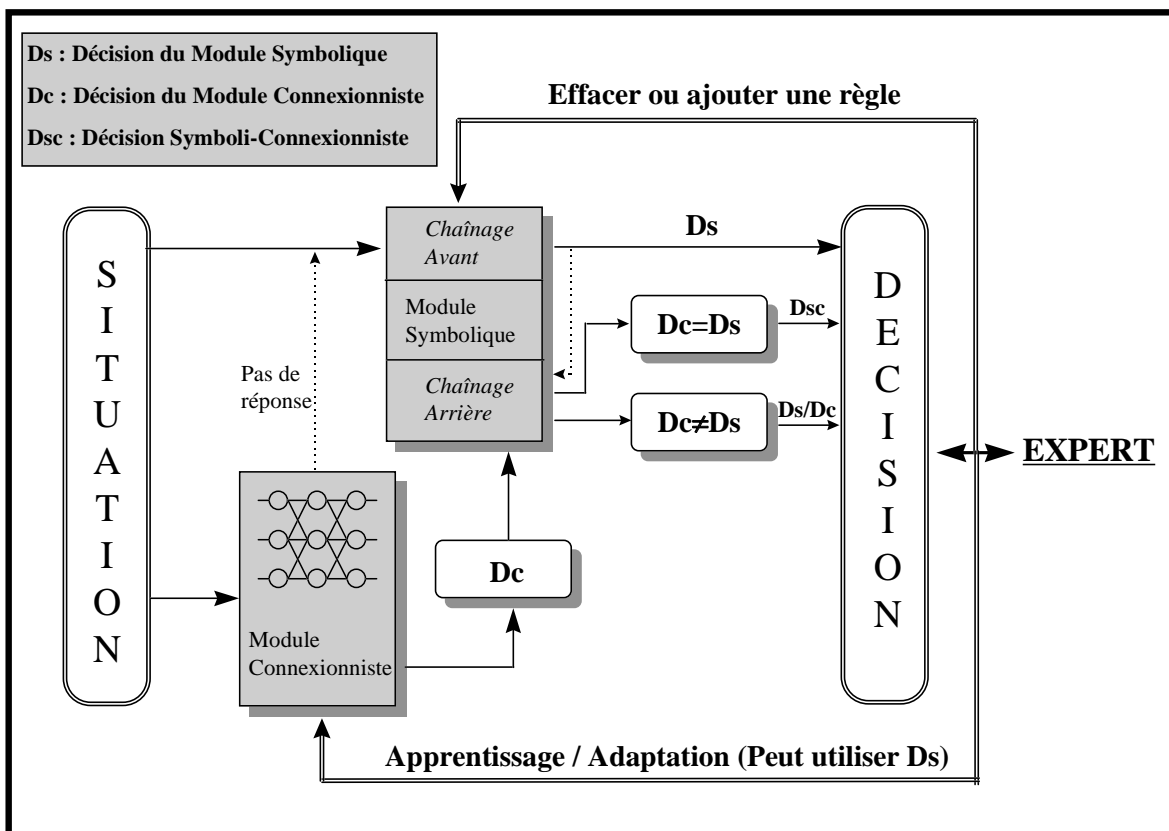 Ds : Décision du Module Symbolique
Dc : Décision du Module Connexionniste
Dsc : Décision Symboli-Connexionniste
Effacer ou ajouter une règle
SITUATION
Chaînage
Avant
Module
Symbolique
Chaînage
Arrière
Ds
Dc=Ds
Dsc
Dc≠Ds
Ds/Dc
DECISION
EXPERT
Pas de
réponse
Dc
Module
Connexionniste
Apprentissage / Adaptation (Peut utiliser Ds)